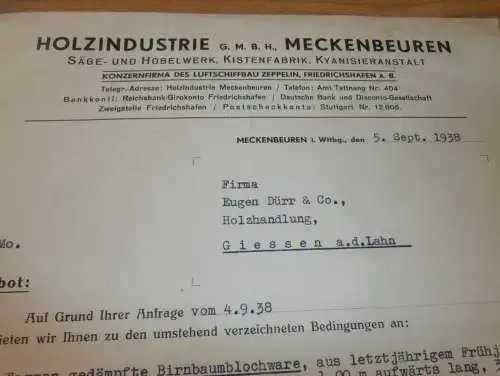 HOLZINDUSTRIE G. M. B. H., MECKENBEUREN
SÄGE- UND HOBELWERK, KISTENFABRIK, KYANISIERANSTALT
KONZERNFIRMA DES LUFTSCHIFFBAU ZEPPELIN, FRIEDRICHSHAFEN A. B.
Telegr.-Adresse: Holzindustrie Meckenbeuren / Telefon: Amt Tettnang Nr. 404
Bankkonti: Reichsbank-Girokonto Friedrichshafen / Deutsche Bank und Disconto-Gesellschaft
Zweigstelle Friedrichshafen / Postscheckkonto: Stuttgart Nr. 12 606.
MECKENBEUREN i. Wttbg., den 5. Sept. 1938
Firma
Eugen Dürr & Co.,
Holzhandlung,
Giessen a.d.Lahn
Mo.
bot:
Auf Grund Ihrer Anfrage vom 4.9.38
ieten wir Ihnen zu den umstehend verzeichneten Bedingungen an:
gedämpfte Birnbaumblochware, aus letztjährigem Frühj
00 m aufwärts lang,